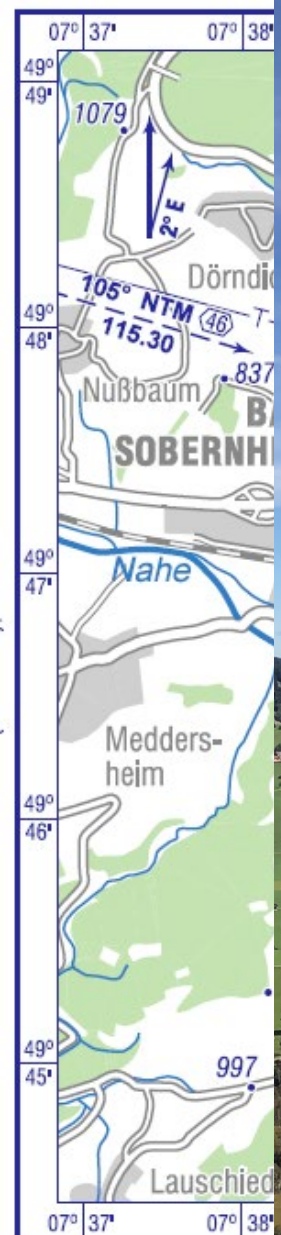 07° 37' 07° 38'
49°
49'
1079
2° E
Dörndi
105° NTM 46 T
115.30
49°
48'
837
Nußbaum
BA
SOBERNHE
49°
47'
Nahe
Medders-
heim
49°
46'
49°
45'
997
Lauschied
07° 37' 07° 38'